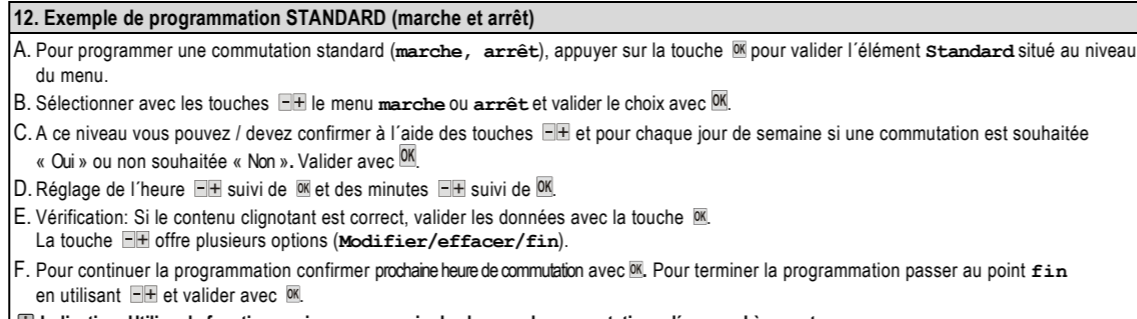 12. Exemple de programmation STANDARD (marche et arrêt)
A. Pour programmer une commutation standard (marche, arrêt), appuyer sur la touche OK pour valider l´élément Standard situé au niveau
du menu.
B. Sélectionner avec les touches - + le menu marche ou arrêt et valider le choix avec OK.
C. A ce niveau vous pouvez / devez confirmer à l´aide des touches - + et pour chaque jour de semaine si une commutation est souhaitée
« Oui » ou non souhaitée « Non ». Valider avec OK.
D. Réglage de l´heure - + suivi de OK et des minutes - + suivi de OK.
E. Vérification: Si le contenu clignotant est correct, valider les données avec la touche OK.
La touche - + offre plusieurs options (Modifier/effacer/fin).
F. Pour continuer la programmation confirmer prochaine heure de commutation avec OK. Pour terminer la programmation passer au point fin
en utilisant - + et valider avec OK.